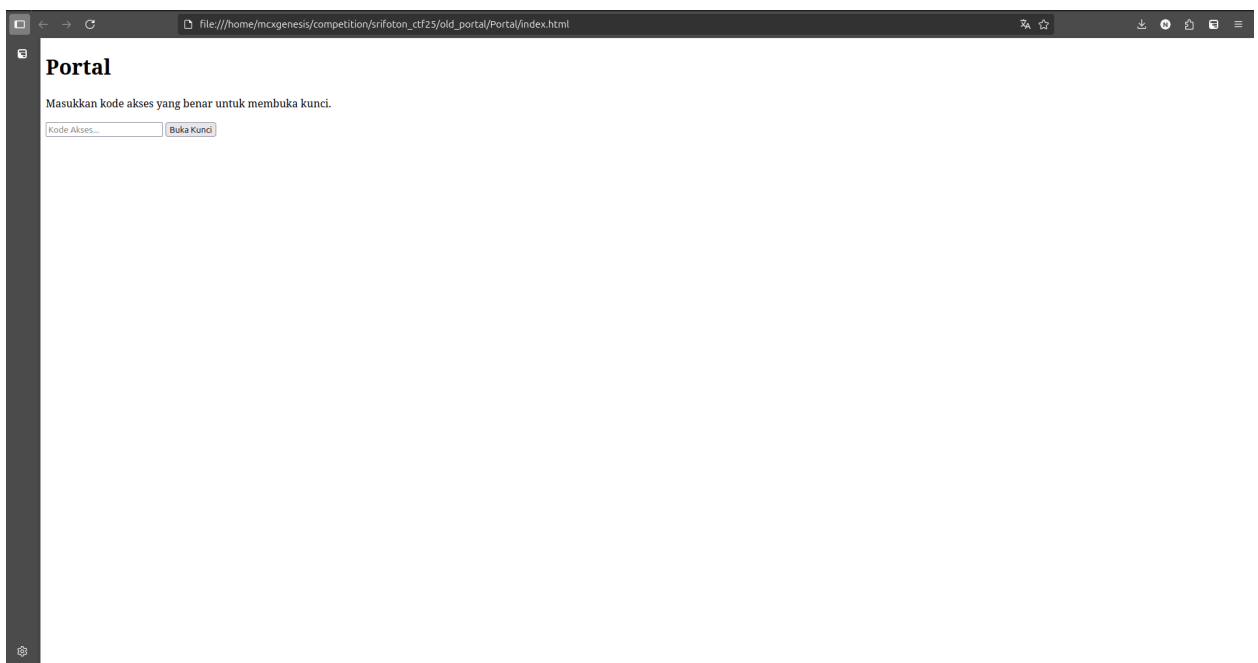 file:///home/mcxgenesis/competition/srifoton_ctf25/old_portal/Portal/index.html
Portal
Masukkan kode akses yang benar untuk membuka kunci.
Kode Akses... Buka Kunci